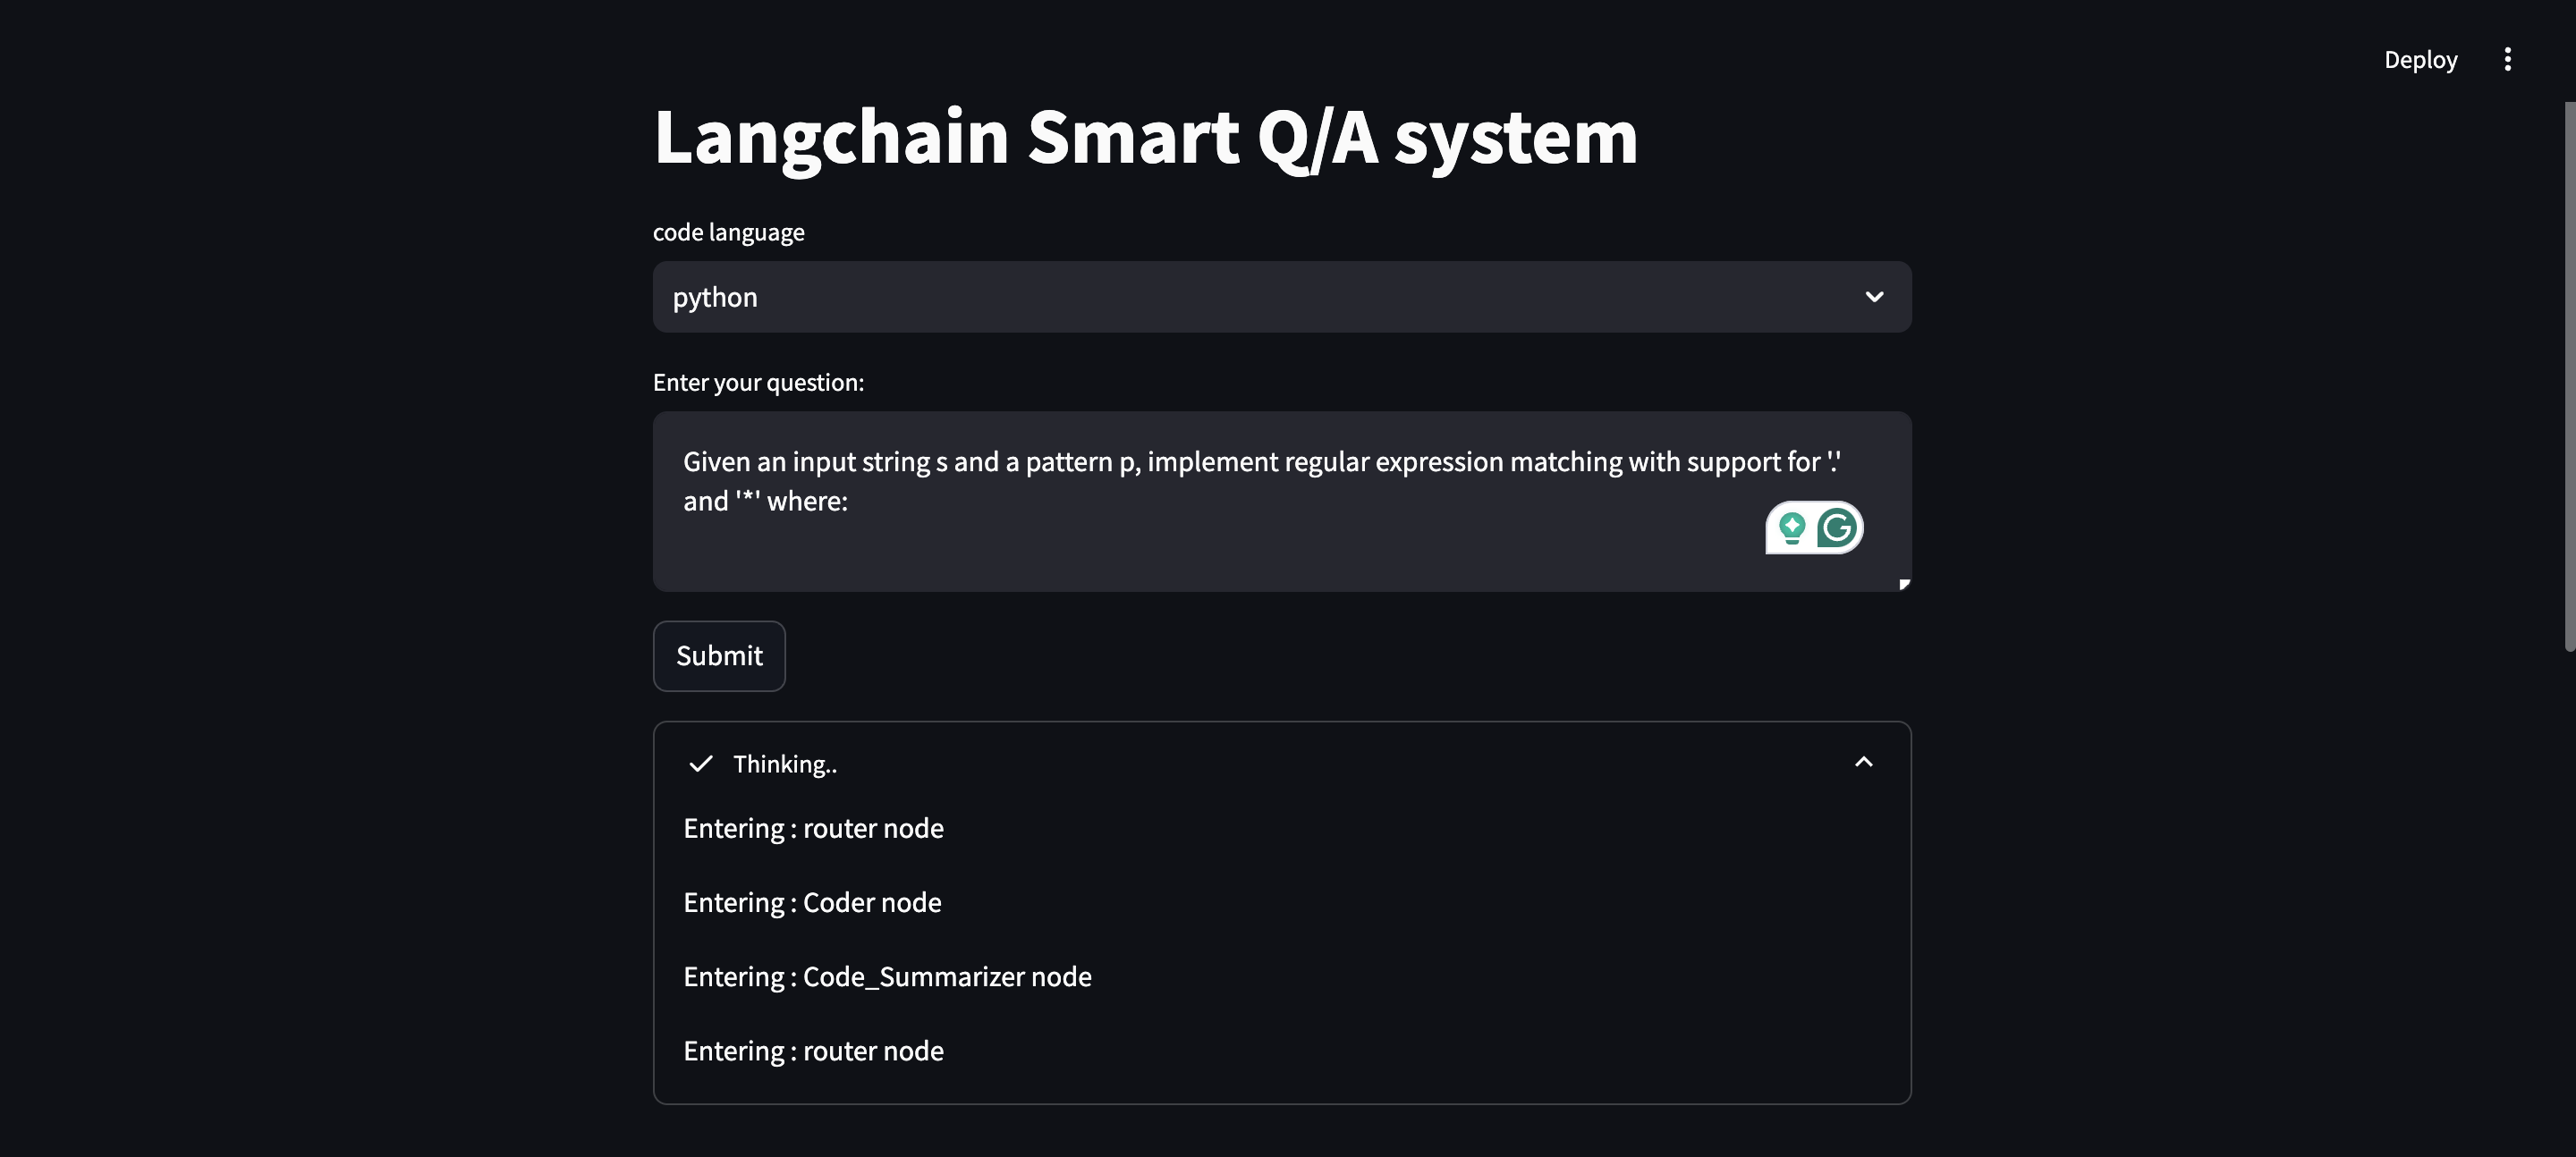 Deploy
Langchain Smart Q/A system
code language
python
Enter your question:
Given an input string s and a pattern p, implement regular expression matching with support for '.'
and '*' where:
Submit
Thinking..
Entering : router node
Entering : Coder node
Entering : Code_Summarizer node
Entering : router node